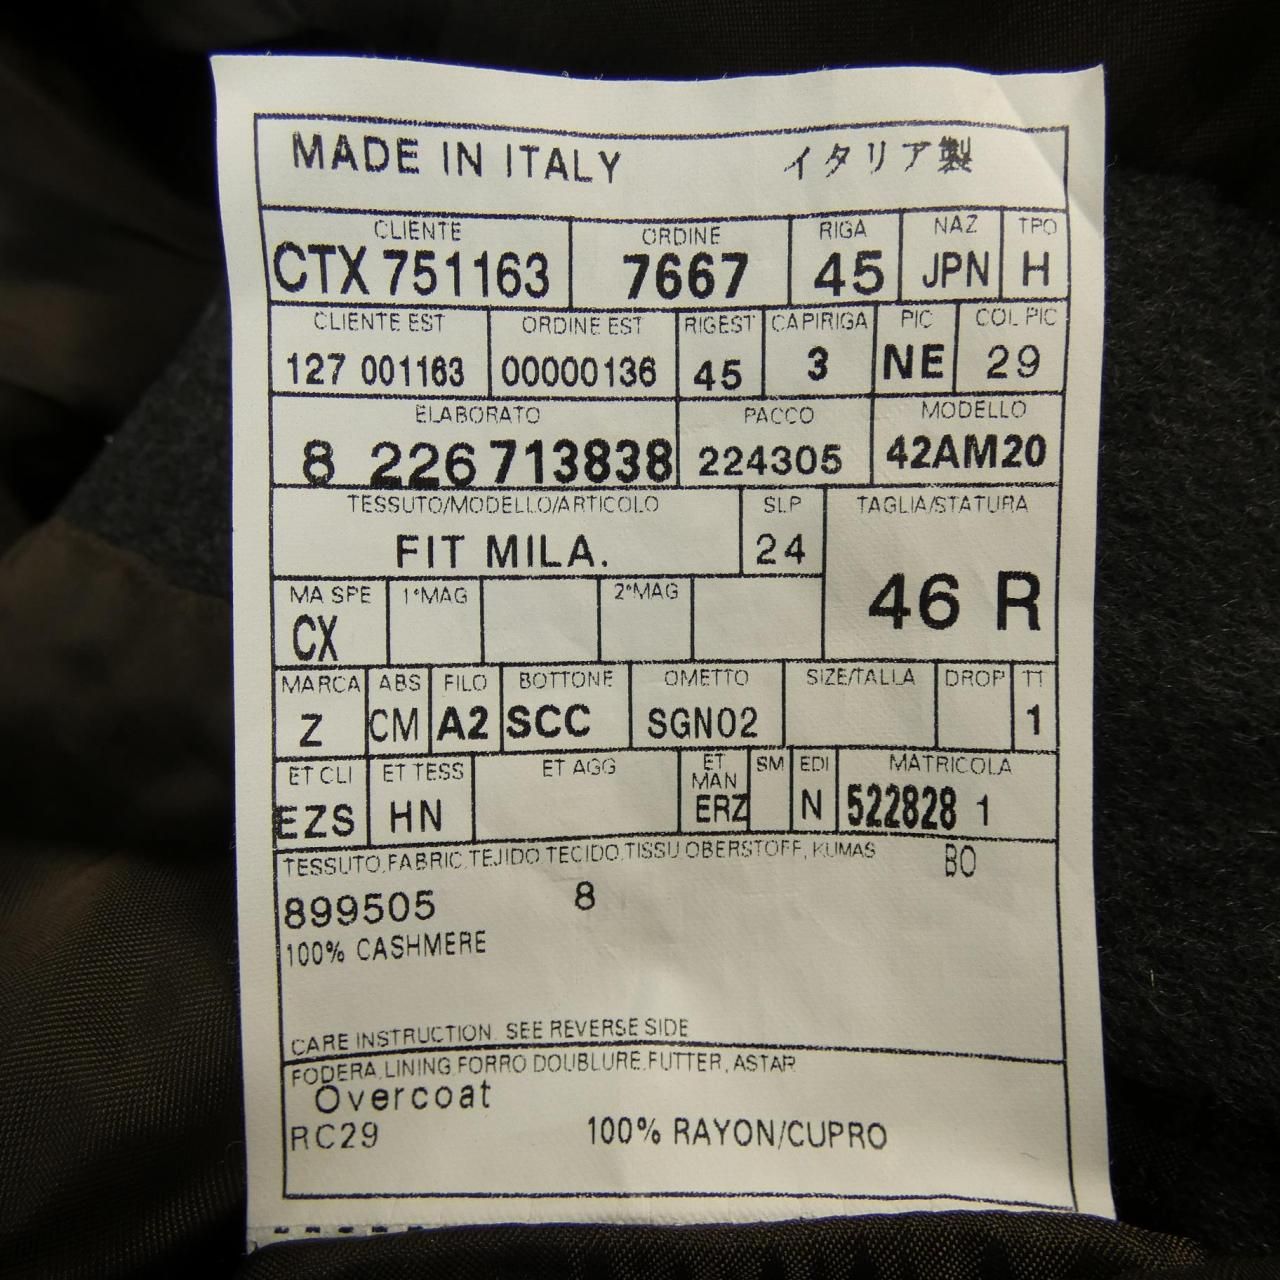 MADE IN ITALY イタリア製
CLIENTE ORDINE RIGA NAZ TPO
CTX 751163 7667 45 JPN H
CLIENTE EST ORDINE EST RIGEST CAPIRIGA PIC COL PIC
127 001163 00000136 45 3 NE 29
ELABORATO PACCO MODELLO
8 226 713838 224305 42AM20
TESSUTO/MODELLO/ARTICOLO SLP TAGLIA/STATURA
FIT MILA. 24
46 R
MA SPE 1°MAG 2°MAG
CX
MARCA ABS FILO BOTTONE OMETTO SIZE/TALLA DROP TT
Z CM A2 SCC SGN02 1
ET CLI ET TESS ET AGG ET MAN SM EDI MATRICOLA
EZS HN ERZ N 522828 1
TESSUTO,FABRIC,TEJIDO,TECIDO,TISSU OBERSTOFF, KUMAS BO
899505 8
100% CASHMERE
CARE INSTRUCTION. SEE REVERSE SIDE
FODERA,LINING,FORRO DOUBLURE,FUTTER, ASTAR
Overcoat
RC29 100% RAYON/CUPRO